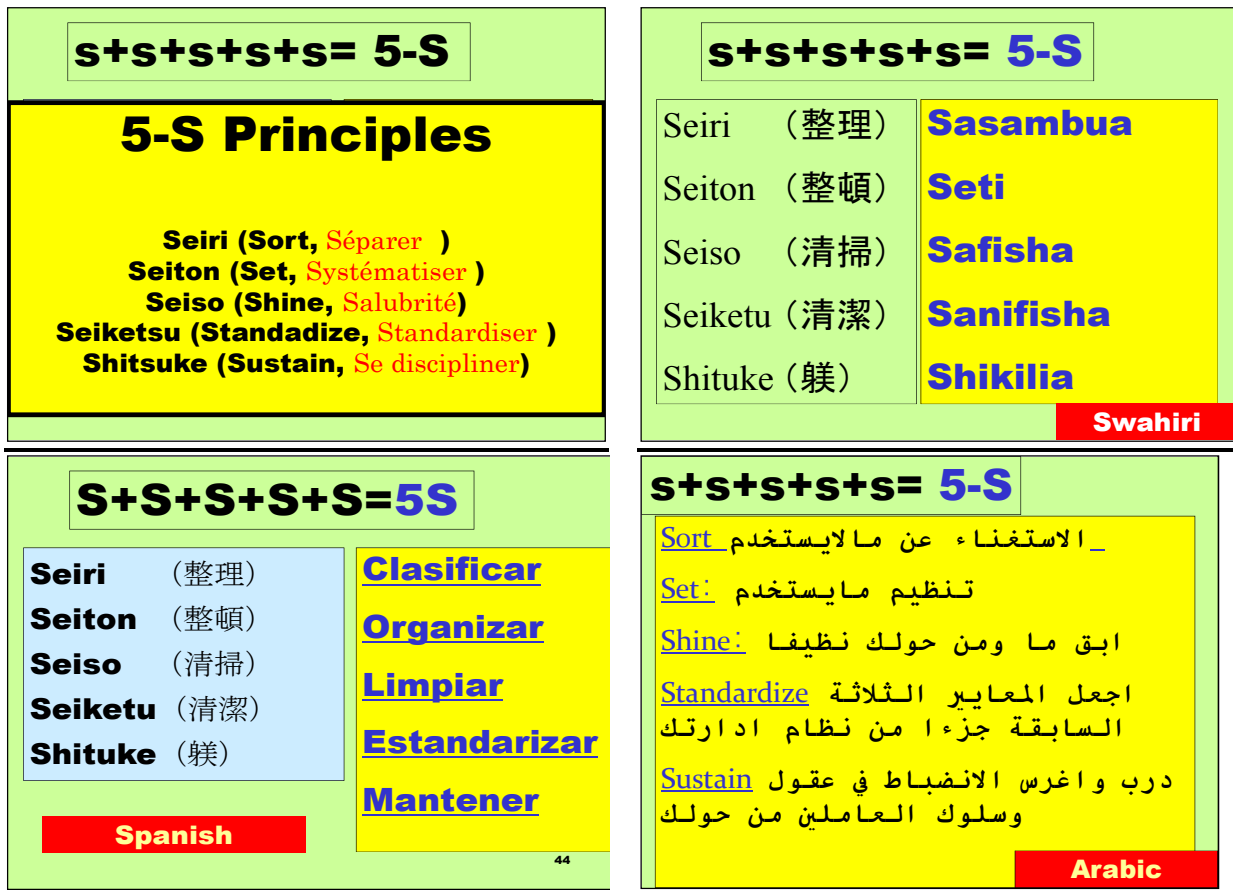 s+s+s+s+s= 5-S
5-S Principles
Seiri (Sort, Séparer )
Seiton (Set, Systématiser )
Seiso (Shine, Salubrité)
Seiketsu (Standadize, Standardiser )
Shitsuke (Sustain, Se discipliner)
s+s+s+s+s= 5-S
Seiri （整理） Sasambua
Seiton （整頓） Seti
Seiso （清掃） Safisha
Seiketu（清潔） Sanifisha
Shituke（躾） Shikilia
Swahiri
S+S+S+S+S=5S
Seiri （整理） Clasificar
Seiton （整頓） Organizar
Seiso （清掃） Limpiar
Seiketu（清潔） Estandarizar
Shituke（躾） Mantener
Spanish
44
s+s+s+s+s= 5-S
Sort الاستغناء عن مالايستخدم
Set: تنظيم مايستخدم
Shine: ابق ما ومن حولك نظيفا
Standardize اجعل المعاير الثلاثة
السابقة جزءا من نظام ادارتك
Sustain درب واغرس الانضباط في عقول
وسلوك العاملين من حولك
Arabic